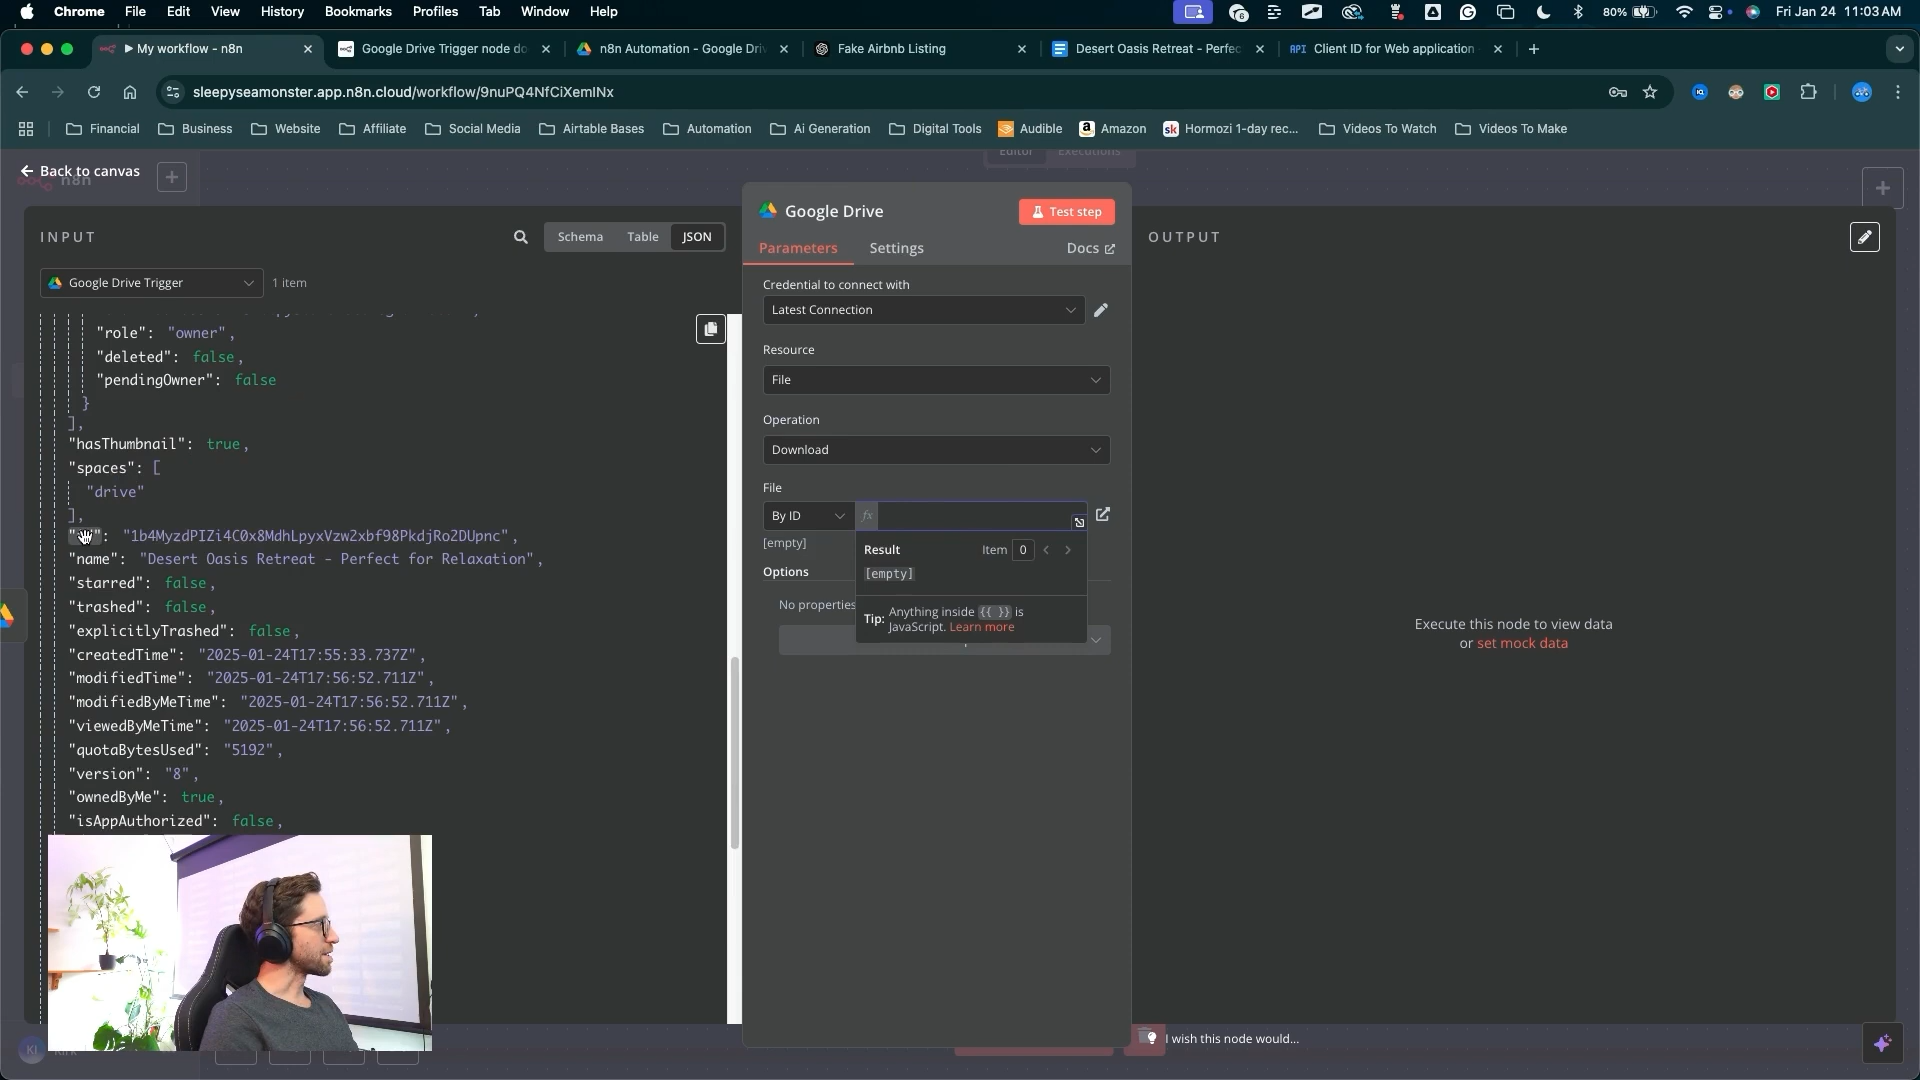 Chrome File Edit View History Bookmarks Profiles Tab Window Help 80% Fri Jan 24 11:03 AM
My workflow - n8n
Google Drive Trigger node do
n8n Automation - Google Driv
Fake Airbnb Listing
Desert Oasis Retreat - Perfec
API Client ID for Web application
sleepyseamonster.app.n8n.cloud/workflow/9nuPQ4NfCiXemINx
Financial Business Website Affiliate Social Media Airtable Bases Automation Ai Generation Digital Tools Audible Amazon Hormozi 1-day rec... Videos To Watch Videos To Make
Editor Executions
Back to canvas
n8n
INPUT
Schema Table JSON
Google Drive Trigger
1 item
"role": "owner",
"deleted": false,
"pendingOwner": false
}
],
"hasThumbnail": true,
"spaces": [
"drive"
],
: "1b4MyzdPIZi4C0x8MdhLpyxVzw2xbf98PkdjRo2DUpnc",
"name": "Desert Oasis Retreat - Perfect for Relaxation",
"starred": false,
"trashed": false,
"explicitlyTrashed": false,
"createdTime": "2025-01-24T17:55:33.737Z",
"modifiedTime": "2025-01-24T17:56:52.711Z",
"modifiedByMeTime": "2025-01-24T17:56:52.711Z",
"viewedByMeTime": "2025-01-24T17:56:52.711Z",
"quotaBytesUsed": "5192",
"version": "8",
"ownedByMe": true,
"isAppAuthorized": false,
Google Drive
Test step
Parameters Settings Docs
Credential to connect with
Latest Connection
Resource
File
Operation
Download
File
By ID
fx
[empty]
Result
Item 0
[empty]
Tip: Anything inside {{ }} is
JavaScript. Learn more
Options
No properties
OUTPUT
Execute this node to view data
or set mock data
I wish this node would...